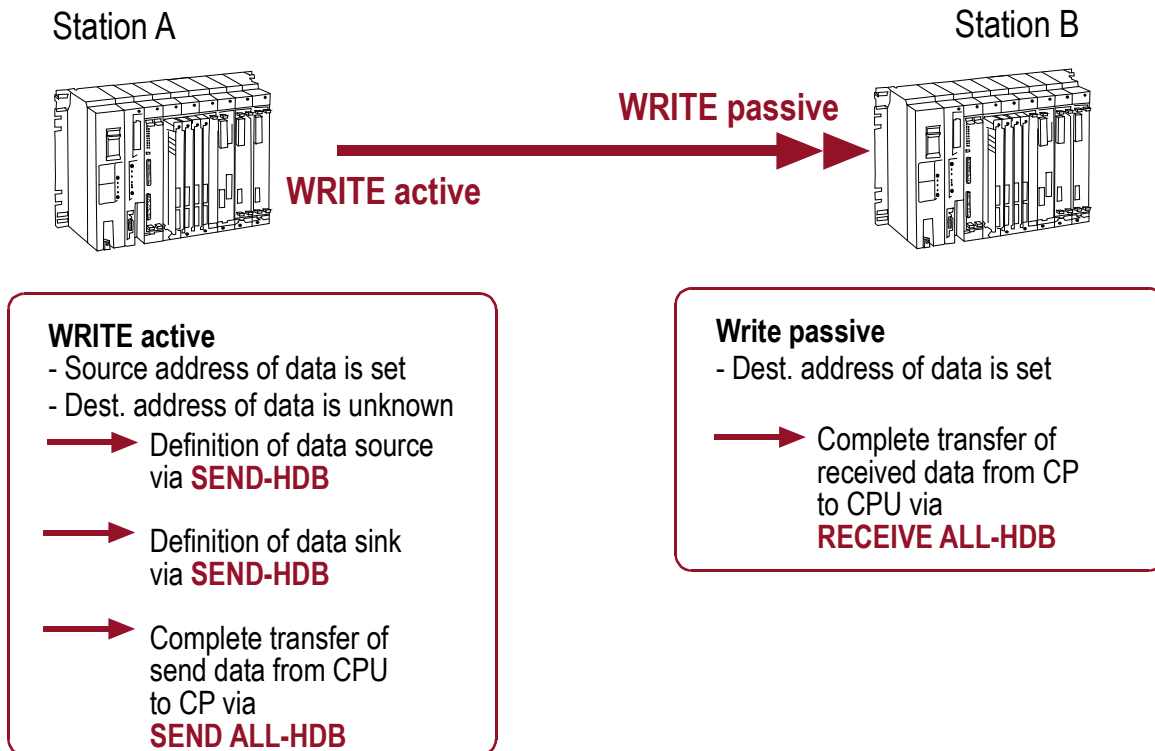 Station A
Station B
WRITE passive
WRITE active
WRITE active
- Source address of data is set
- Dest. address of data is unknown
Definition of data source
via SEND-HDB
Definition of data sink
via SEND-HDB
Complete transfer of
send data from CPU
to CP via
SEND ALL-HDB
Write passive
- Dest. address of data is set
Complete transfer of
received data from CP
to CPU via
RECEIVE ALL-HDB